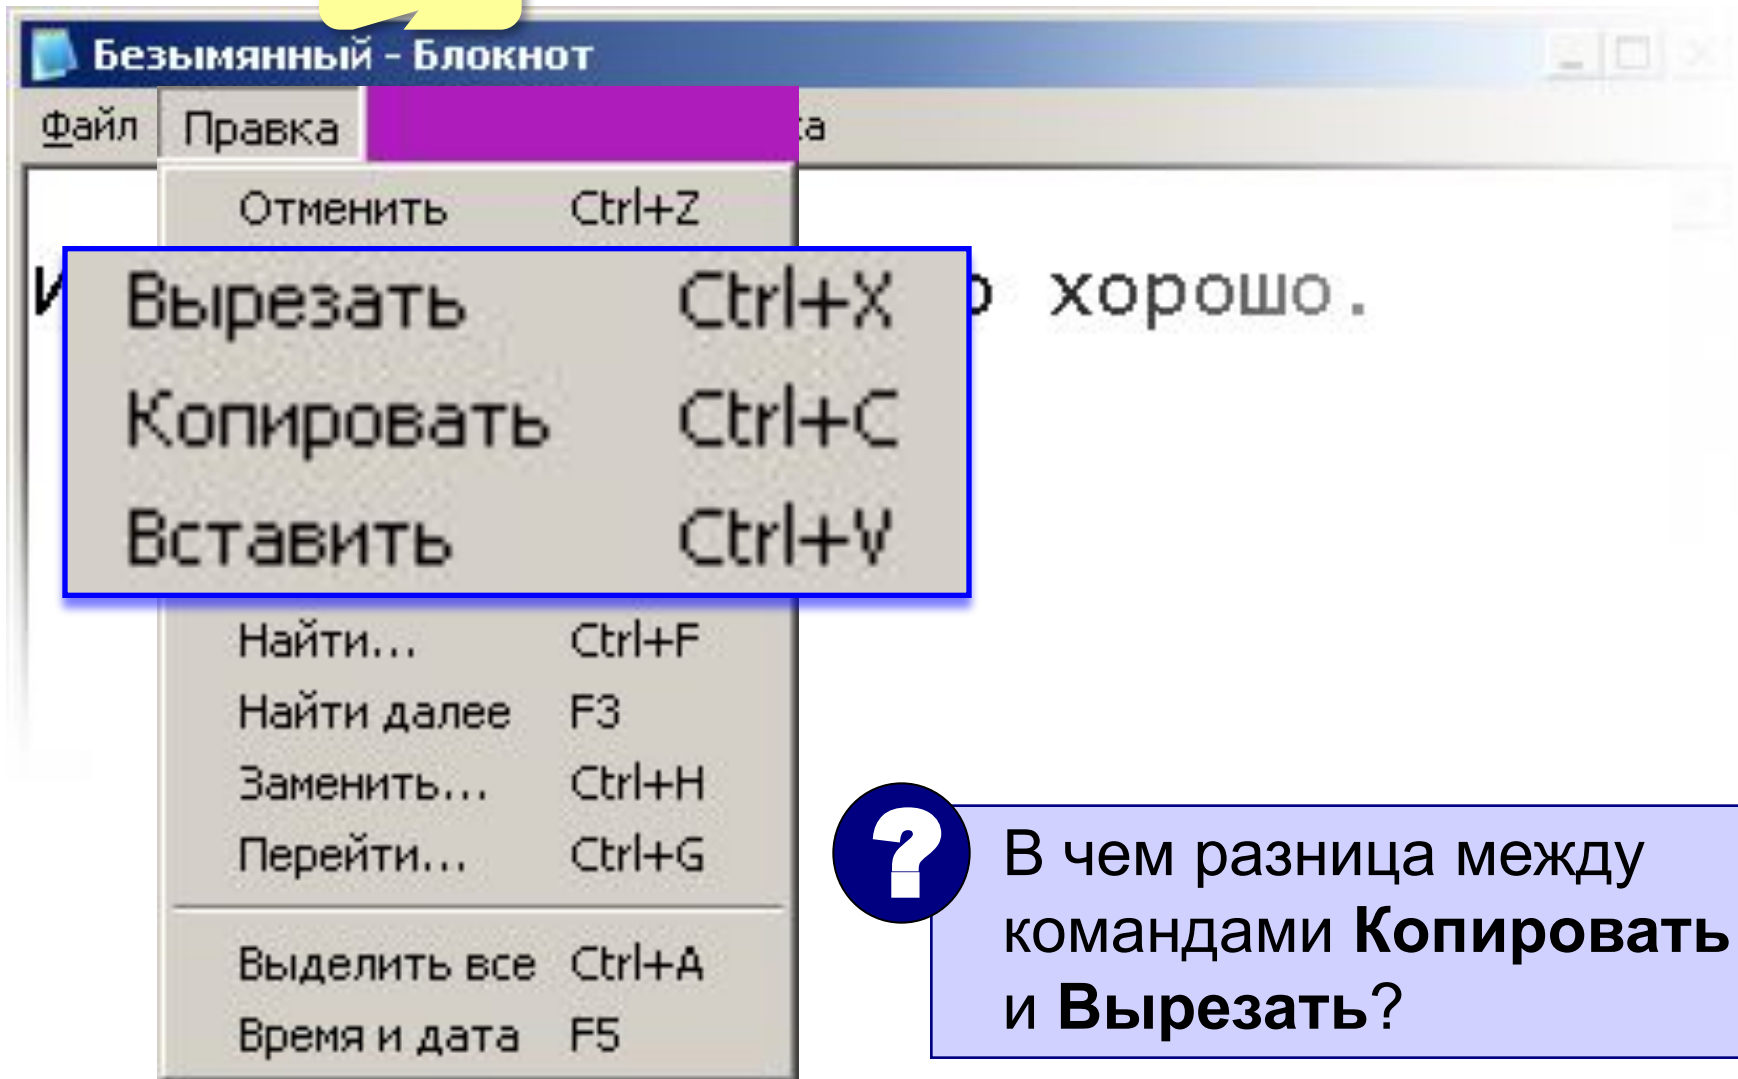 Безымянный - Блокнот
Файл Правка
Отменить Ctrl+Z
Вырезать Ctrl+X
хорошо.
Копировать Ctrl+C
Вставить Ctrl+V
Найти... Ctrl+F
Найти далее F3
Заменить... Ctrl+H
Перейти... Ctrl+G
Выделить все Ctrl+A
Время и дата F5
?
В чем разница между
командами Копировать
и Вырезать?